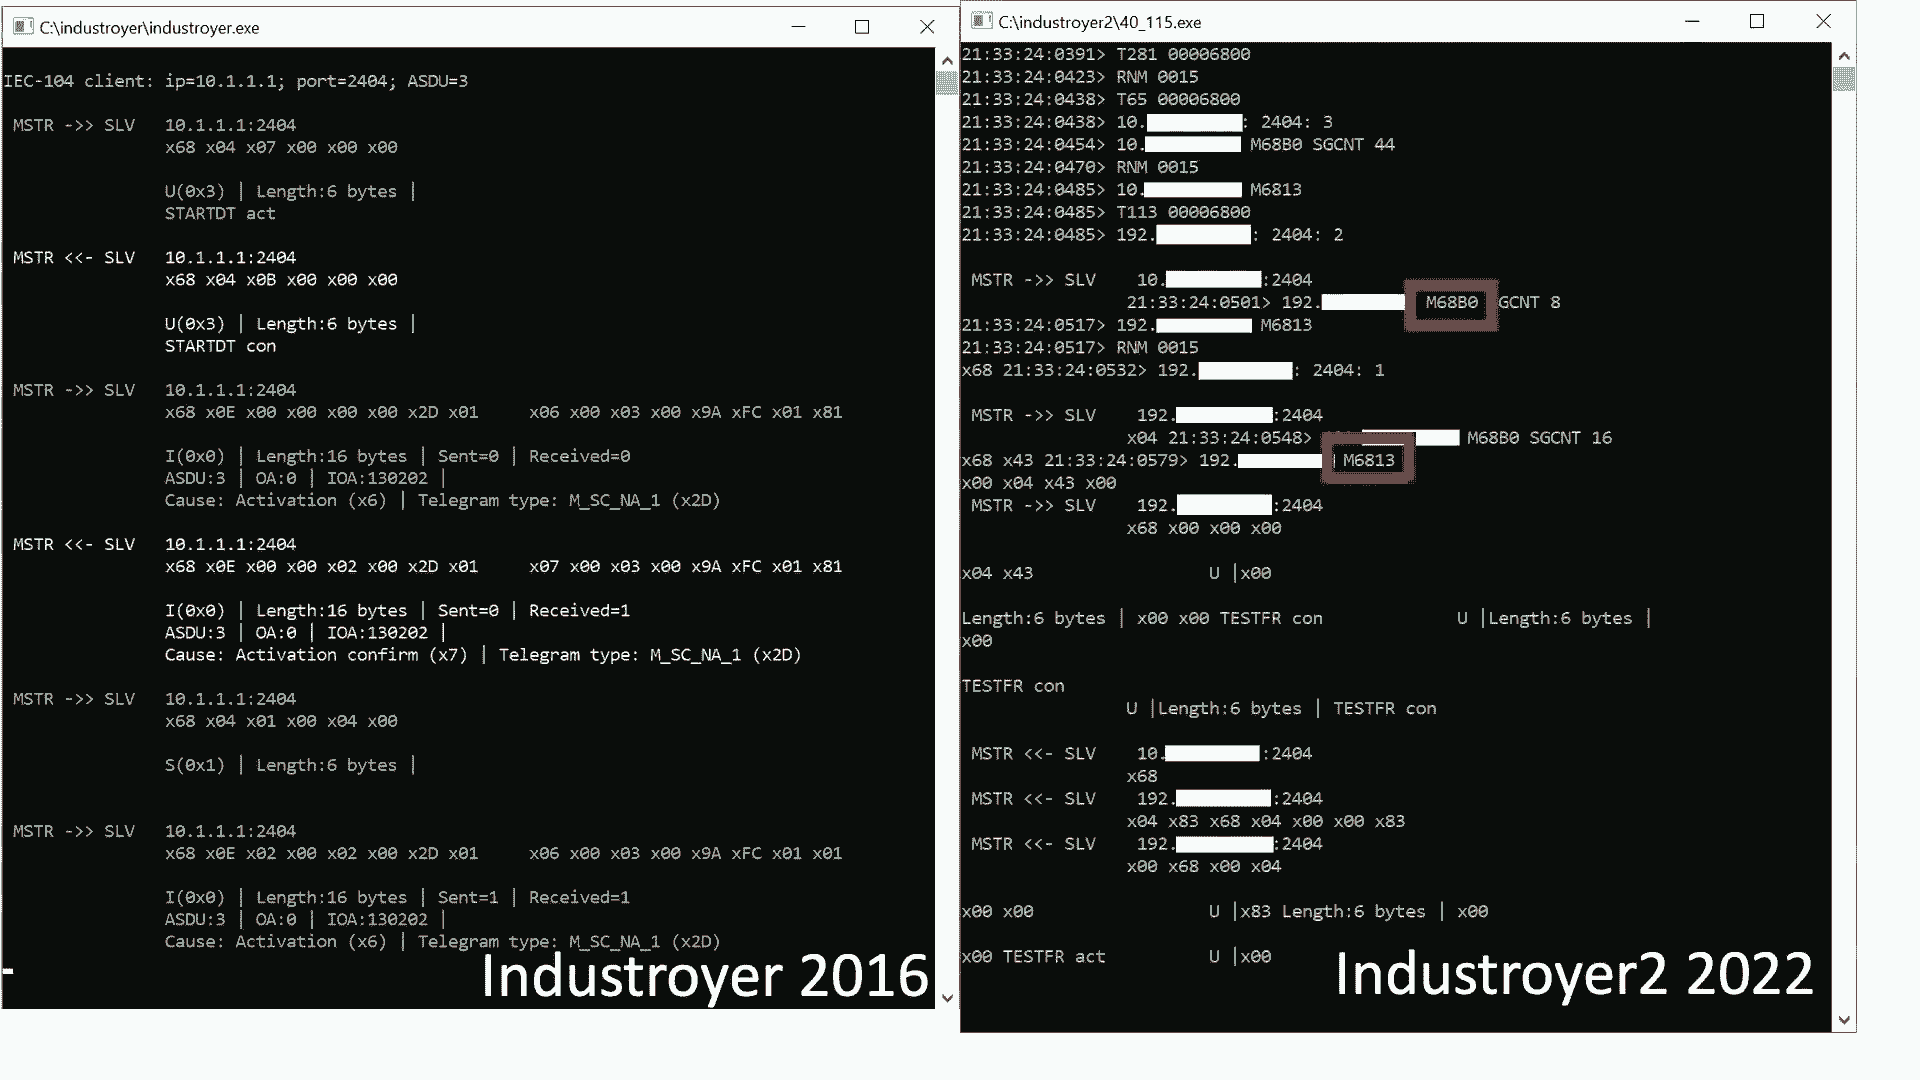 C:\industroyer\industroyer.exe
IEC-104 client: ip=10.1.1.1; port=2404; ASDU=3
MSTR ->> SLV 10.1.1.1:2404
x68 x04 x07 x00 x00 x00
U(0x3) | Length:6 bytes |
STARTDT act
MSTR <<- SLV 10.1.1.1:2404
x68 x04 x0B x00 x00 x00
U(0x3) | Length:6 bytes |
STARTDT con
MSTR ->> SLV 10.1.1.1:2404
x68 x0E x00 x00 x00 x00 x2D x01 x06 x00 x03 x00 x9A xFC x01 x81
I(0x0) | Length:16 bytes | Sent=0 | Received=0
ASDU:3 | OA:0 | IOA:130202 |
Cause: Activation (x6) | Telegram type: M_SC_NA_1 (x2D)
MSTR <<- SLV 10.1.1.1:2404
x68 x0E x00 x00 x02 x00 x2D x01 x07 x00 x03 x00 x9A xFC x01 x81
I(0x0) | Length:16 bytes | Sent=0 | Received=1
ASDU:3 | OA:0 | IOA:130202 |
Cause: Activation confirm (x7) | Telegram type: M_SC_NA_1 (x2D)
MSTR ->> SLV 10.1.1.1:2404
x68 x04 x01 x00 x04 x00
S(0x1) | Length:6 bytes |
MSTR ->> SLV 10.1.1.1:2404
x68 x0E x02 x00 x02 x00 x2D x01 x06 x00 x03 x00 x9A xFC x01 x01
I(0x0) | Length:16 bytes | Sent=1 | Received=1
ASDU:3 | OA:0 | IOA:130202 |
Cause: Activation (x6) | Telegram type: M_SC_NA_1 (x2D)
Industroyer 2016
C:\industroyer2\40_115.exe
21:33:24:0391> T281 00006800
21:33:24:0423> RNM 0015
21:33:24:0438> T65 00006800
21:33:24:0438> 10. : 2404: 3
21:33:24:0454> 10. M68B0 SGCNT 44
21:33:24:0470> RNM 0015
21:33:24:0485> 10. M6813
21:33:24:0485> T113 00006800
21:33:24:0485> 192. : 2404: 2
MSTR ->> SLV 10. :2404
21:33:24:0501> 192. M68B0 GCNT 8
21:33:24:0517> 192. M6813
21:33:24:0517> RNM 0015
x68 21:33:24:0532> 192. : 2404: 1
MSTR ->> SLV 192. :2404
x04 21:33:24:0548> M68B0 SGCNT 16
x68 x43 21:33:24:0579> 192. M6813
x00 x04 x43 x00
MSTR ->> SLV 192. :2404
x68 x00 x00 x00
x04 x43 U |x00
Length:6 bytes | x00 x00 TESTFR con U |Length:6 bytes |
x00
TESTFR con
U |Length:6 bytes | TESTFR con
MSTR <<- SLV 10. :2404
x68
MSTR <<- SLV 192. :2404
x04 x83 x68 x04 x00 x00 x83
MSTR <<- SLV 192. :2404
x00 x68 x00 x04
x00 x00 U |x83 Length:6 bytes | x00
x00 TESTFR act U |x00
Industroyer2 2022